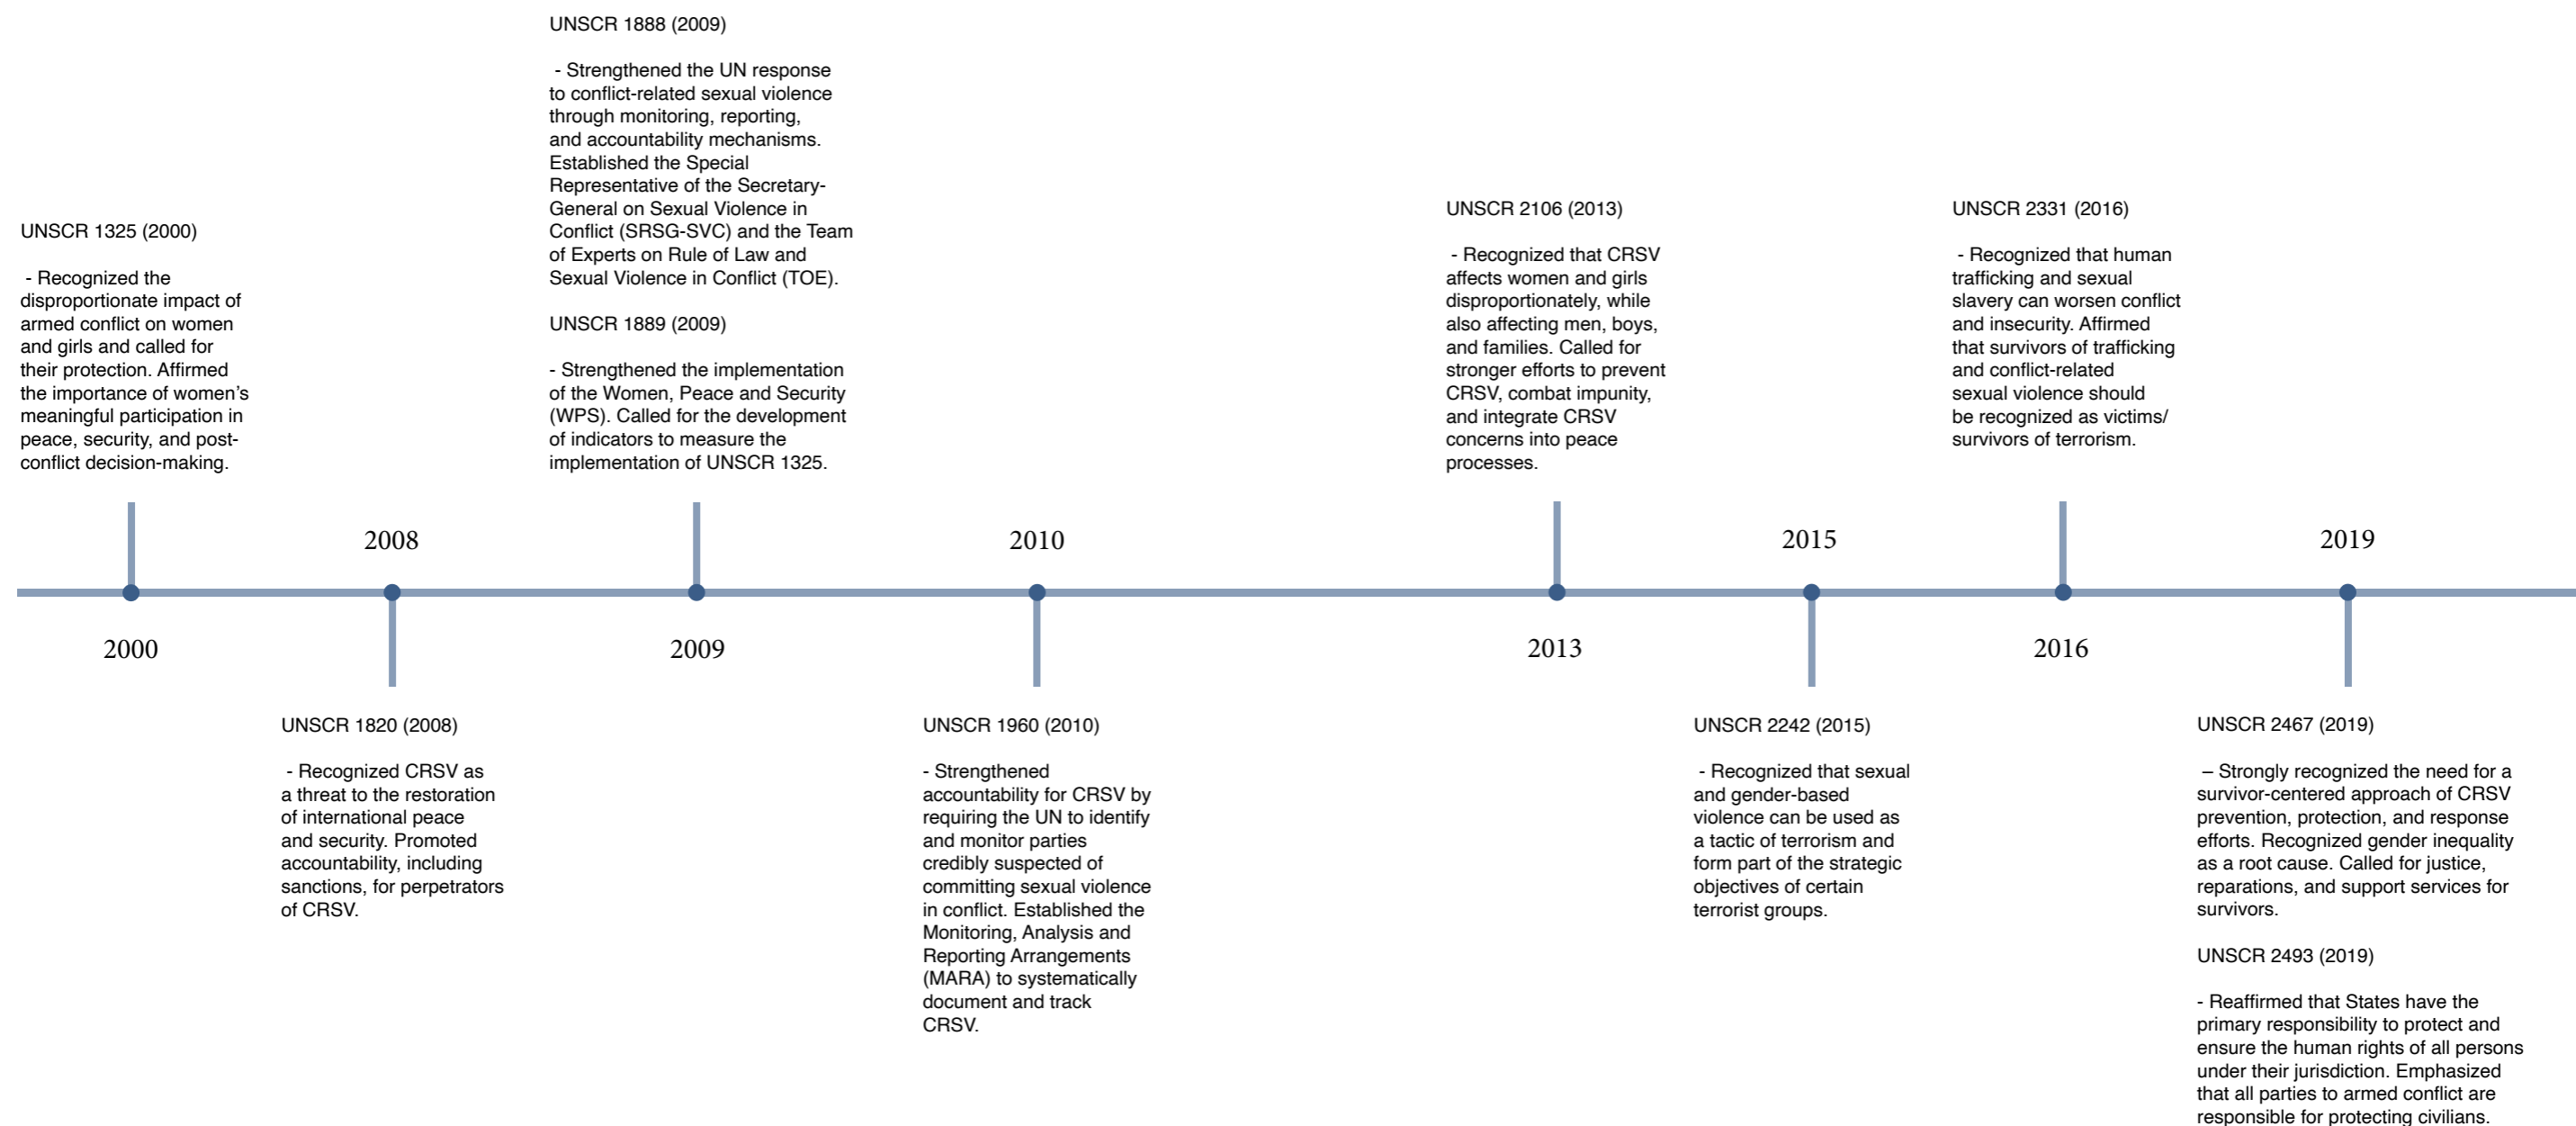 UNSCR 1325 (2000)
- Recognized the
disproportionate impact of
armed conflict on women
and girls and called for
their protection. Affirmed
the importance of women’s
meaningful participation in
peace, security, and post-
conflict decision-making.
2000
2008
UNSCR 1820 (2008)
- Recognized CRSV as
a threat to the restoration
of international peace
and security. Promoted
accountability, including
sanctions, for perpetrators
of CRSV.
UNSCR 1888 (2009)
- Strengthened the UN response
to conflict-related sexual violence
through monitoring, reporting,
and accountability mechanisms.
Established the Special
Representative of the Secretary-
General on Sexual Violence in
Conflict (SRSG-SVC) and the Team
of Experts on Rule of Law and
Sexual Violence in Conflict (TOE).
UNSCR 1889 (2009)
- Strengthened the implementation
of the Women, Peace and Security
(WPS). Called for the development
of indicators to measure the
implementation of UNSCR 1325.
2009
2010
UNSCR 1960 (2010)
- Strengthened
accountability for CRSV by
requiring the UN to identify
and monitor parties
credibly suspected of
committing sexual violence
in conflict. Established the
Monitoring, Analysis and
Reporting Arrangements
(MARA) to systematically
document and track
CRSV.
UNSCR 2106 (2013)
- Recognized that CRSV
affects women and girls
disproportionately, while
also affecting men, boys,
and families. Called for
stronger efforts to prevent
CRSV, combat impunity,
and integrate CRSV
concerns into peace
processes.
2013
2015
UNSCR 2242 (2015)
- Recognized that sexual
and gender-based
violence can be used as
a tactic of terrorism and
form part of the strategic
objectives of certain
terrorist groups.
UNSCR 2331 (2016)
- Recognized that human
trafficking and sexual
slavery can worsen conflict
and insecurity. Affirmed
that survivors of trafficking
and conflict-related
sexual violence should
be recognized as victims/
survivors of terrorism.
2016
2019
UNSCR 2467 (2019)
– Strongly recognized the need for a
survivor-centered approach of CRSV
prevention, protection, and response
efforts. Recognized gender inequality
as a root cause. Called for justice,
reparations, and support services for
survivors.
UNSCR 2493 (2019)
- Reaffirmed that States have the
primary responsibility to protect and
ensure the human rights of all persons
under their jurisdiction. Emphasized
that all parties to armed conflict are
responsible for protecting civilians.